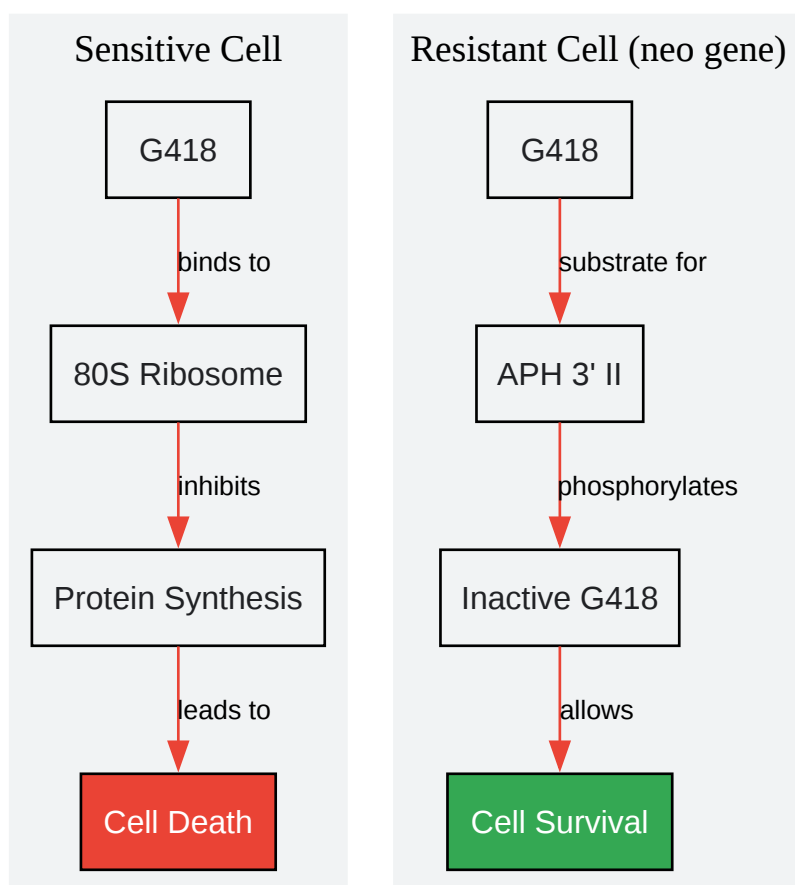 Sensitive Cell
G418
binds to
80S Ribosome
inhibits
Protein Synthesis
leads to
Cell Death
Resistant Cell (neo gene)
G418
substrate for
APH 3' II
phosphorylates
Inactive G418
allows
Cell Survival